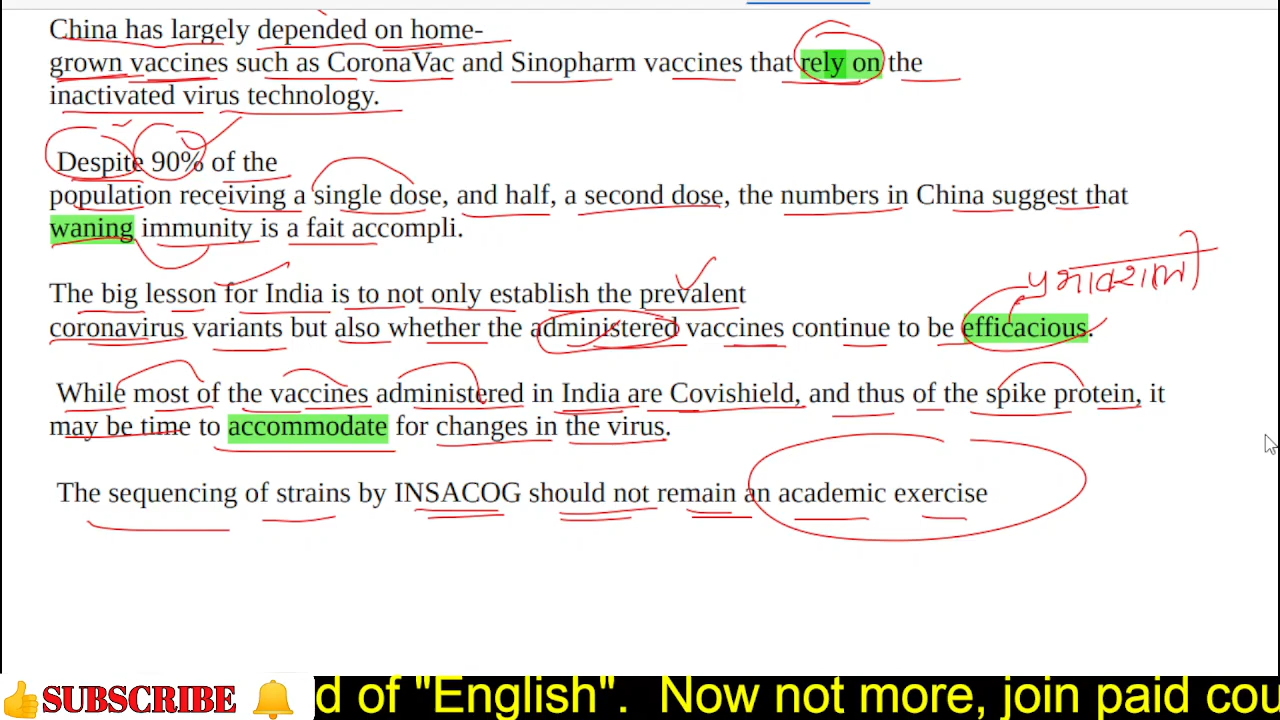 China has largely depended on home-
grown vaccines such as CoronaVac and Sinopharm vaccines that rely on the
inactivated virus technology.
Despite 90% of the
population receiving a single dose, and half, a second dose, the numbers in China suggest that
waning immunity is a fait accompli.
The big lesson for India is to not only establish the prevalent
प्रभावशाली
coronavirus variants but also whether the administered vaccines continue to be efficacious.
While most of the vaccines administered in India are Covishield, and thus of the spike protein, it
may be time to accommodate for changes in the virus.
The sequencing of strains by INSACOG should not remain an academic exercise
SUBSCRIBE d of "English". Now not more, join paid cou